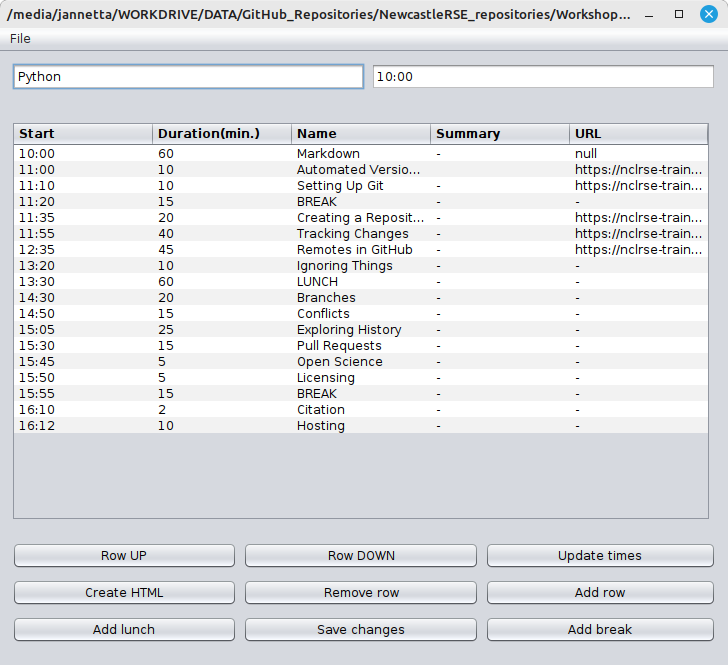 /media/jannetta/WORKDRIVE/DATA/GitHub_Repositories/NewcastleRSE_repositories/Workshop...
File
Python 10:00
Start Duration(min.) Name Summary URL
10:00 60 Markdown - null
11:00 10 Automated Versio... https://nclrse-train...
11:10 10 Setting Up Git - https://nclrse-train...
11:20 15 BREAK - -
11:35 20 Creating a Reposit... - https://nclrse-train...
11:55 40 Tracking Changes - https://nclrse-train...
12:35 45 Remotes in GitHub - https://nclrse-train...
13:20 10 Ignoring Things - -
13:30 60 LUNCH - -
14:30 20 Branches - -
14:50 15 Conflicts - -
15:05 25 Exploring History - -
15:30 15 Pull Requests - -
15:45 5 Open Science - -
15:50 5 Licensing - -
15:55 15 BREAK - -
16:10 2 Citation - -
16:12 10 Hosting - -
Row UP Row DOWN Update times
Create HTML Remove row Add row
Add lunch Save changes Add break